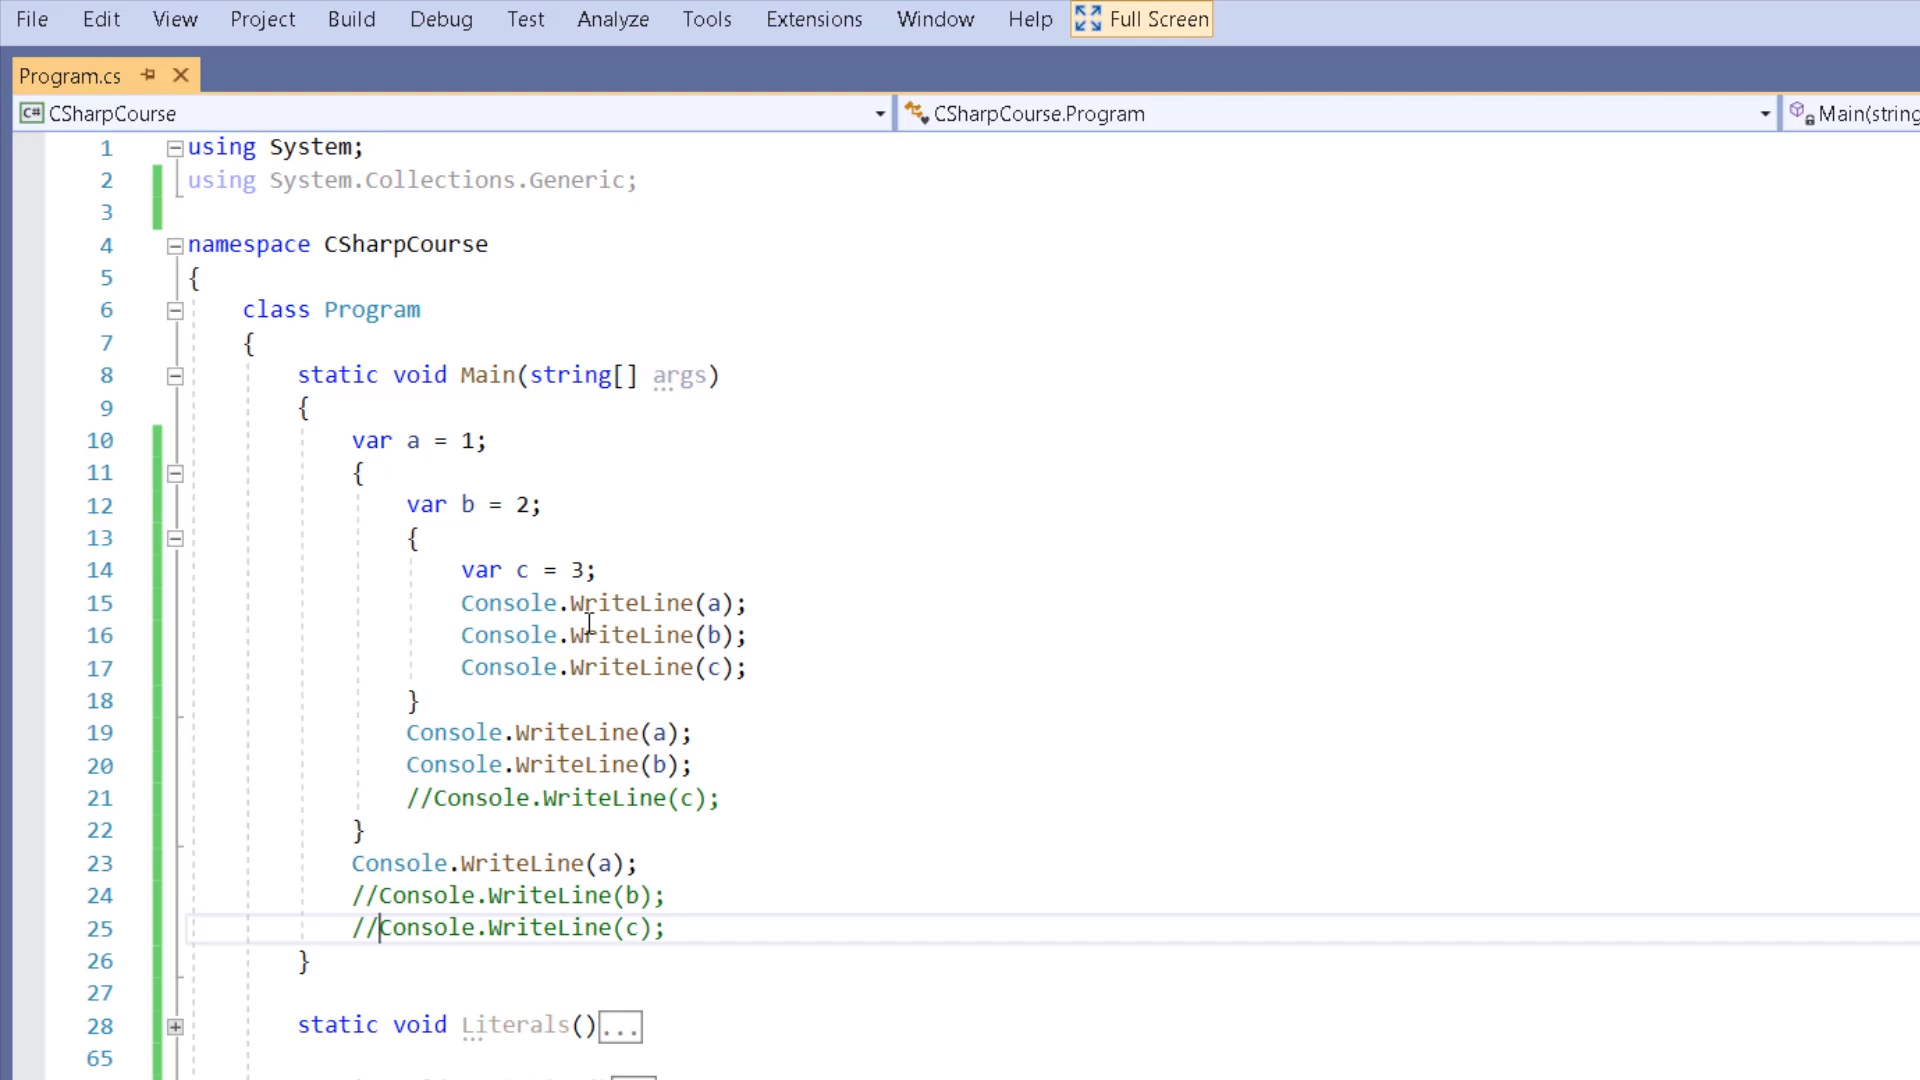 File Edit View Project Build Debug Test Analyze Tools Extensions Window Help Full Screen
Program.cs
C# CSharpCourse CSharpCourse.Program Main(string
1 using System;
2 using System.Collections.Generic;
3
4 namespace CSharpCourse
5 {
6 class Program
7 {
8 static void Main(string[] args)
9 {
10 var a = 1;
11 {
12 var b = 2;
13 {
14 var c = 3;
15 Console.WriteLine(a);
16 Console.WriteLine(b);
17 Console.WriteLine(c);
18 }
19 Console.WriteLine(a);
20 Console.WriteLine(b);
21 //Console.WriteLine(c);
22 }
23 Console.WriteLine(a);
24 //Console.WriteLine(b);
25 //Console.WriteLine(c);
26 }
27
28 static void Literals()...
65